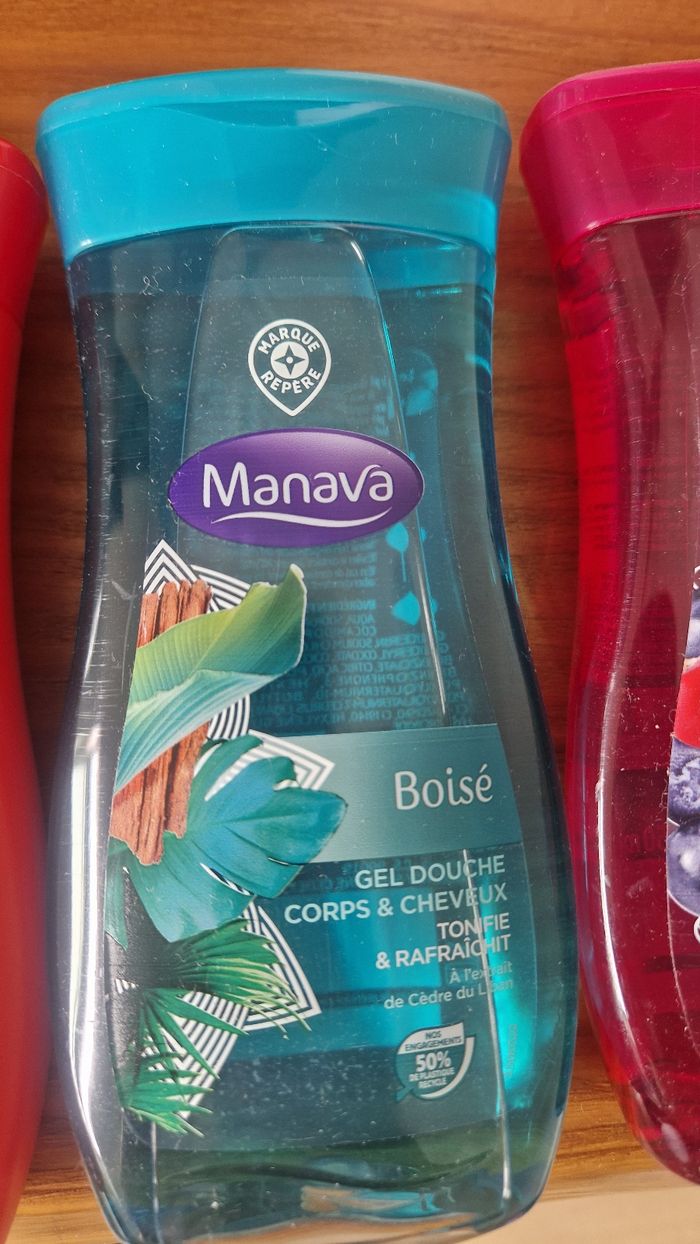 MARQUE
REPÈRE
Manava
Boisé
GEL DOUCHE
CORPS & CHEVEUX
TONIFIE
& RAFRAÎCHIT
À l'extrait
de Cèdre du Liban
NOS
ENGAGEMENTS
50%
DE PLASTIQUE
RECYCLÉ